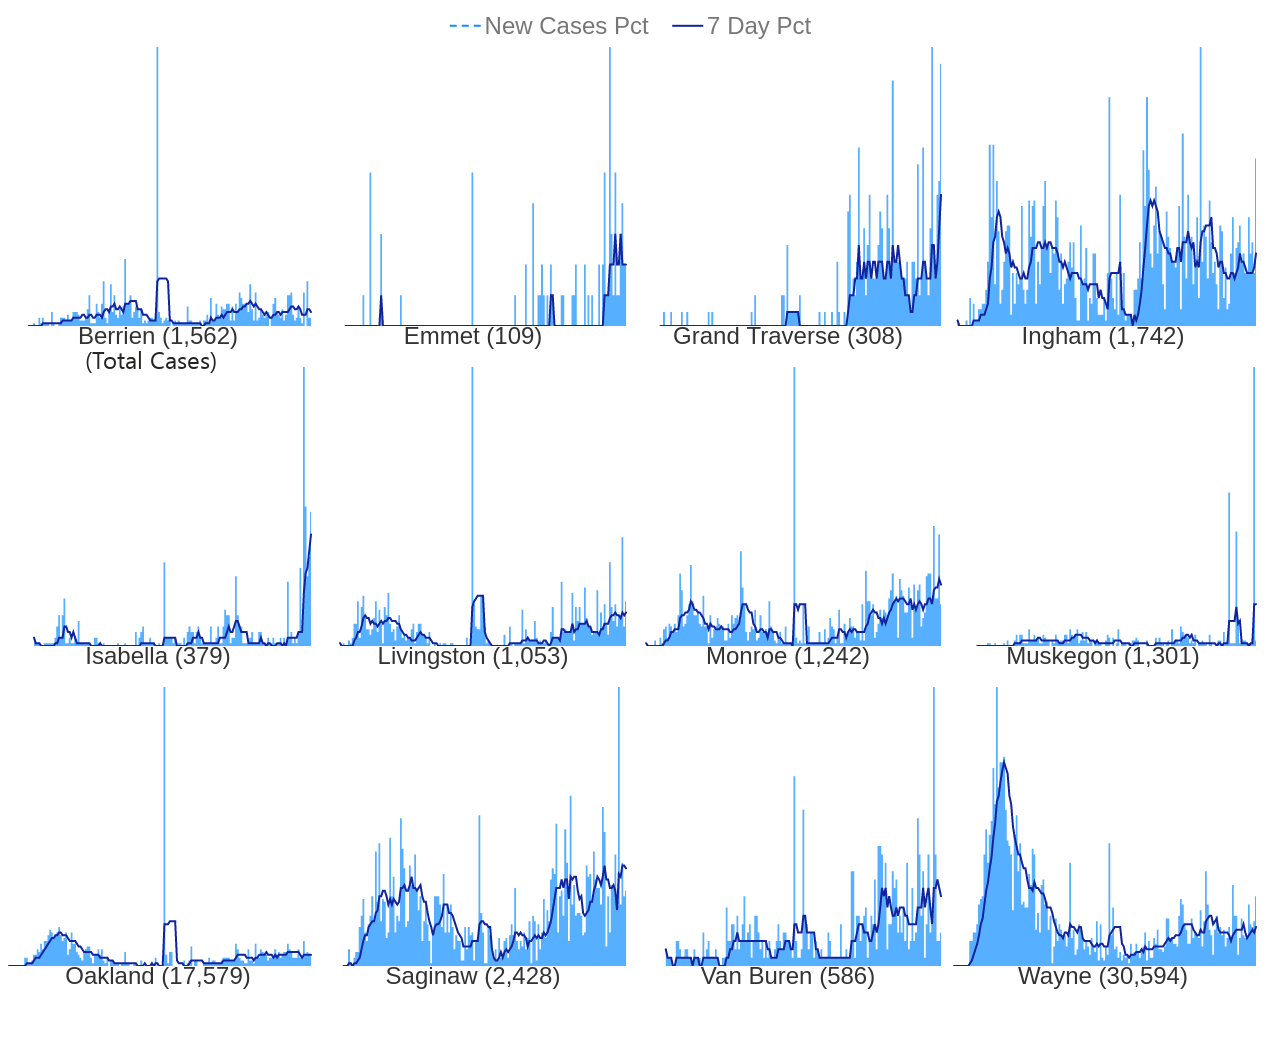 New Cases Pct 7 Day Pct
Berrien (1,562) Emmet (109) Grand Traverse (308) Ingham (1,742)
(Total Cases)
Isabella (379) Livingston (1,053) Monroe (1,242) Muskegon (1,301)
Oakland (17,579) Saginaw (2,428) Van Buren (586) Wayne (30,594)